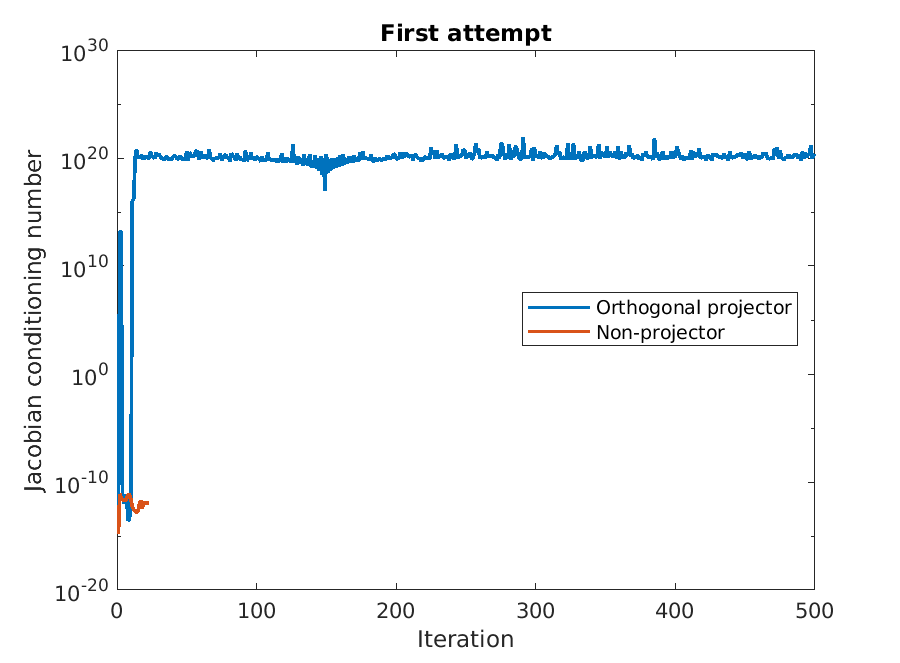 First attempt
10^30
10^20
10^10
10^0
10^-10
10^-20
Jacobian conditioning number
Orthogonal projector
Non-projector
0 100 200 300 400 500
Iteration